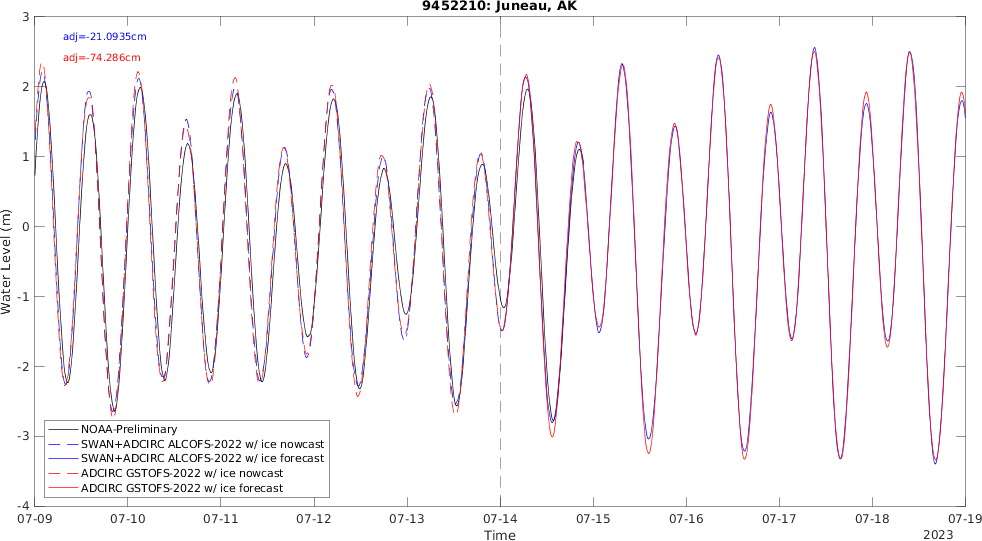 9452210: Juneau, AK
adj=-21.0935cm
adj=-74.286cm
3
2
1
0
-1
-2
-3
-4
Water Level (m)
NOAA-Preliminary
SWAN+ADCIRC ALCOFS-2022 w/ ice nowcast
SWAN+ADCIRC ALCOFS-2022 w/ ice forecast
ADCIRC GSTOFS-2022 w/ ice nowcast
ADCIRC GSTOFS-2022 w/ ice forecast
07-09 07-10 07-11 07-12 07-13 07-14 07-15 07-16 07-17 07-18 07-19
Time
2023